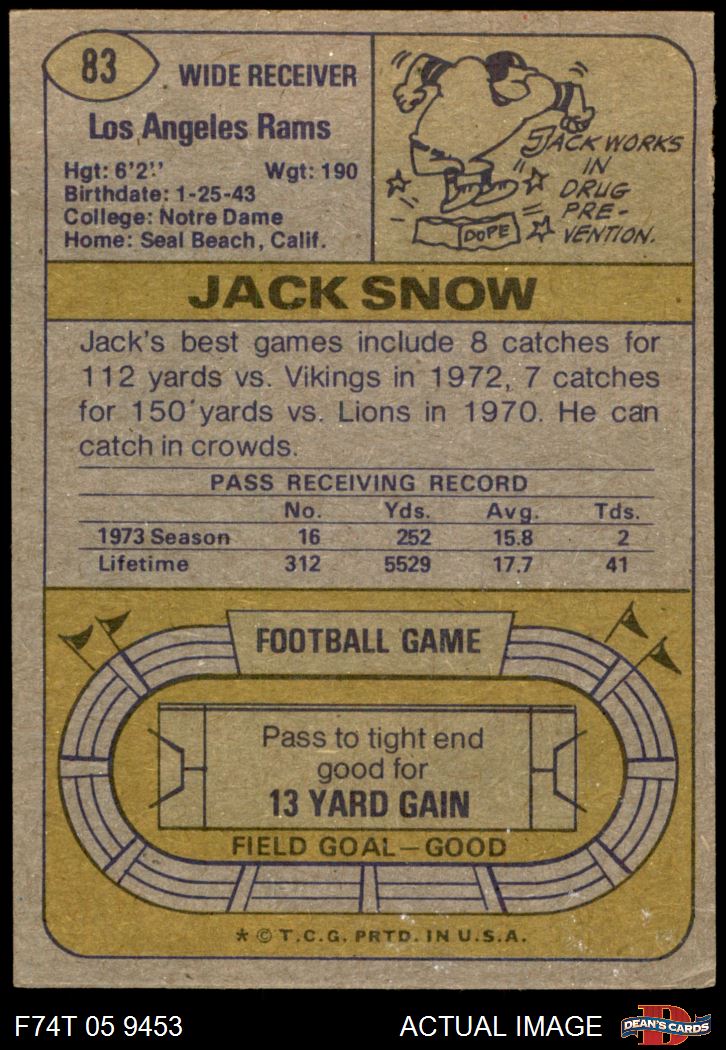 83
WIDE RECEIVER
Los Angeles Rams
Hgt: 6'2" Wgt: 190
Birthdate: 1-25-43
College: Notre Dame
Home: Seal Beach, Calif.
JACK WORKS
IN
DRUG
PRE-
VENTION.
DOPE
JACK SNOW
Jack's best games include 8 catches for
112 yards vs. Vikings in 1972, 7 catches
for 150 yards vs. Lions in 1970. He can
catch in crowds.
PASS RECEIVING RECORD
No. Yds. Avg. Tds.
1973 Season 16 252 15.8 2
Lifetime 312 5529 17.7 41
FOOTBALL GAME
Pass to tight end
good for
13 YARD GAIN
FIELD GOAL—GOOD
* © T.C.G. PRTD. IN U.S.A.
F74T 05 9453 ACTUAL IMAGE
DEAN'S CARDS